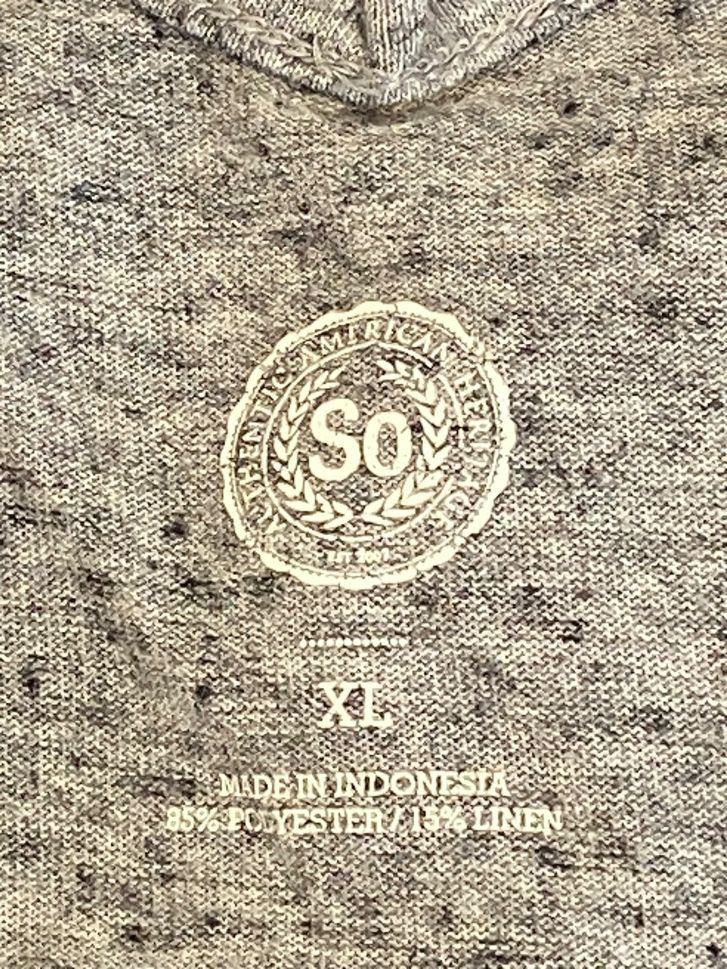 AUTHENTIC AMERICAN HERITAGE
SO
XL
MADE IN INDONESIA
85% POLYESTER / 15% LINEN